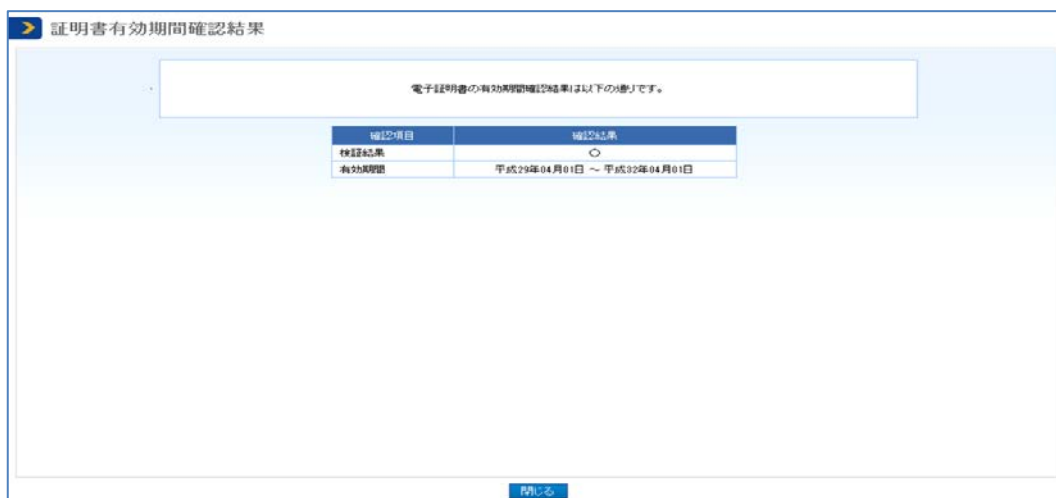 証明書有効期間確認結果
電子証明書の有効期間確認結果は以下の通りです。
確認項目 確認結果
検証結果 ○
有効期間 平成29年04月01日 ～ 平成32年04月01日
閉じる